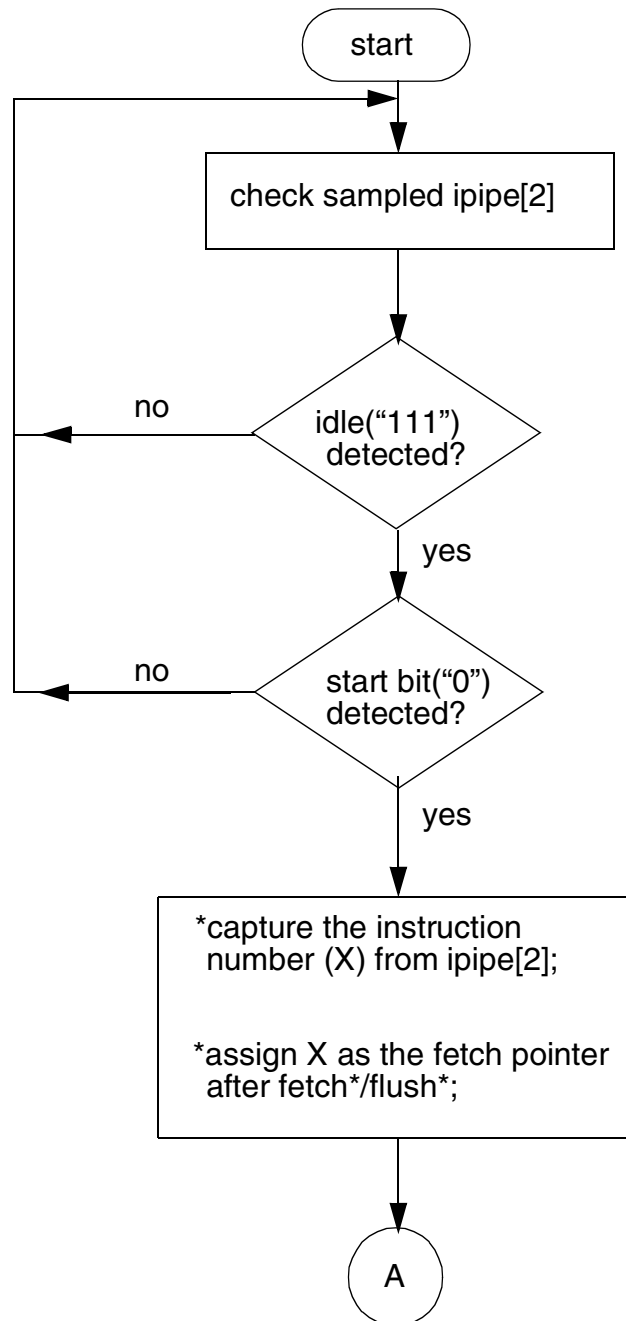 start
check sampled ipipe[2]
no
idle(“111”)
detected?
yes
no
start bit(“0”)
detected?
yes
*capture the instruction
number (X) from ipipe[2];
*assign X as the fetch pointer
after fetch*/flush*;
A